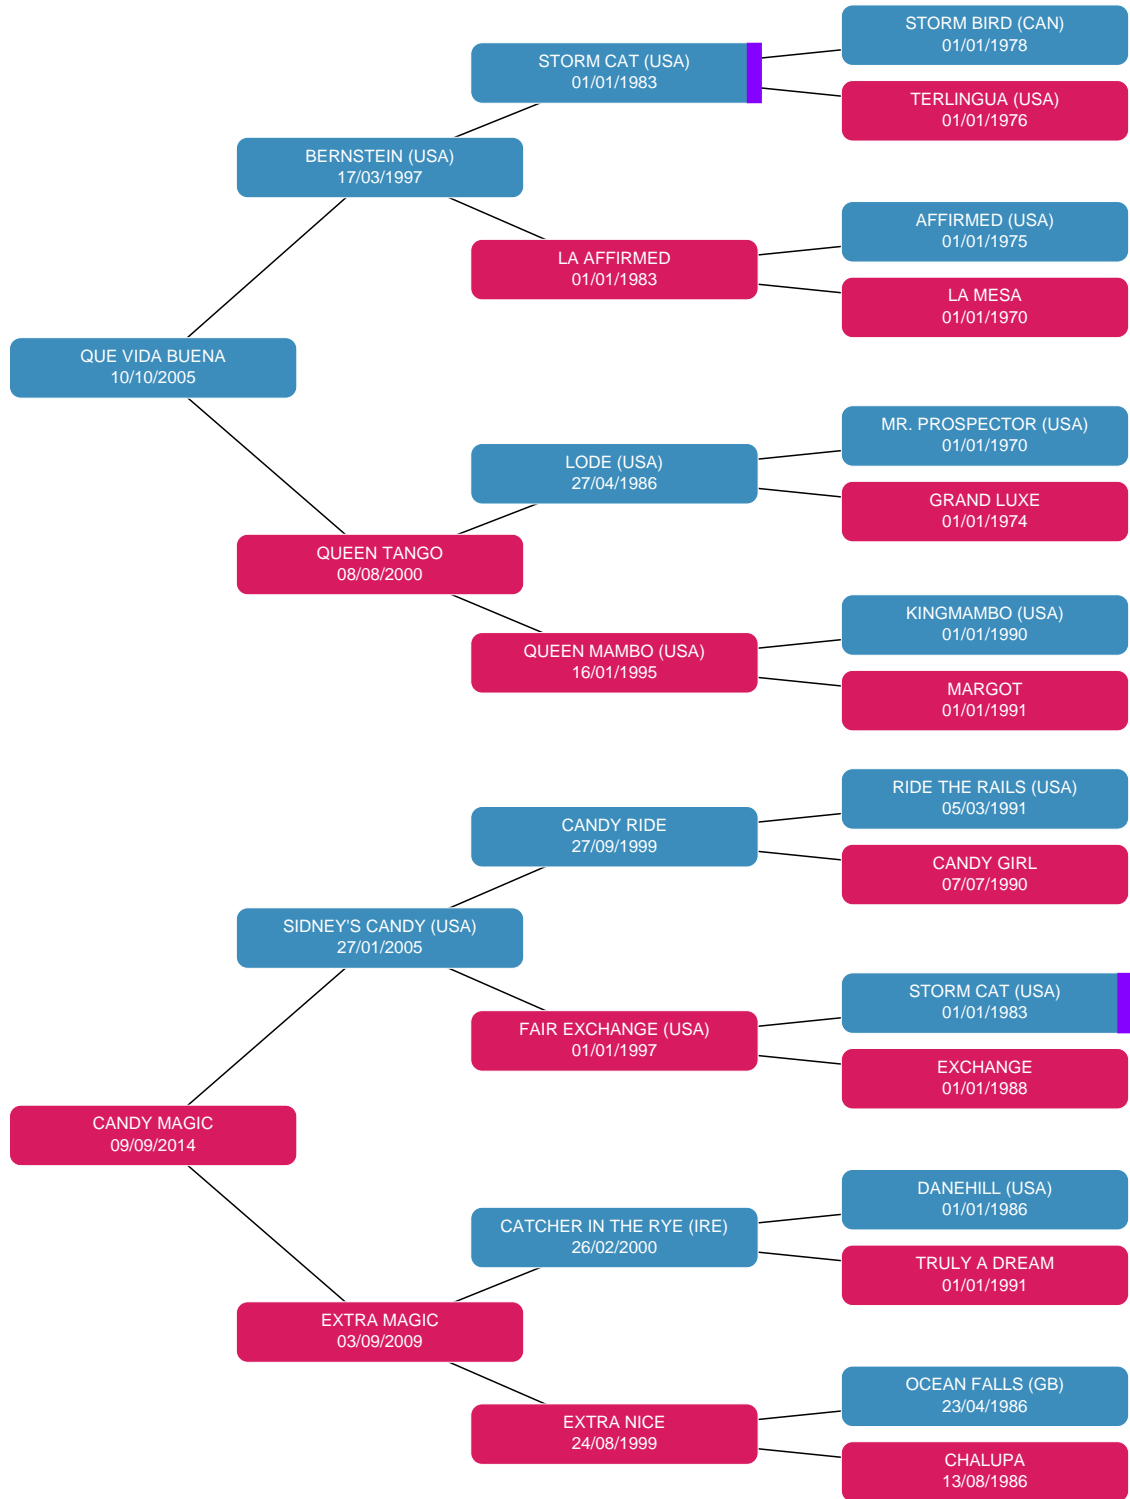 STORM BIRD (CAN)
01/01/1978
STORM CAT (USA)
01/01/1983
TERLINGUA (USA)
01/01/1976
BERNSTEIN (USA)
17/03/1997
AFFIRMED (USA)
01/01/1975
LA AFFIRMED
01/01/1983
LA MESA
01/01/1970
QUE VIDA BUENA
10/10/2005
MR. PROSPECTOR (USA)
01/01/1970
LODE (USA)
27/04/1986
GRAND LUXE
01/01/1974
QUEEN TANGO
08/08/2000
KINGMAMBO (USA)
01/01/1990
QUEEN MAMBO (USA)
16/01/1995
MARGOT
01/01/1991
RIDE THE RAILS (USA)
05/03/1991
CANDY RIDE
27/09/1999
CANDY GIRL
07/07/1990
SIDNEY'S CANDY (USA)
27/01/2005
STORM CAT (USA)
01/01/1983
FAIR EXCHANGE (USA)
01/01/1997
EXCHANGE
01/01/1988
CANDY MAGIC
09/09/2014
DANEHILL (USA)
01/01/1986
CATCHER IN THE RYE (IRE)
26/02/2000
TRULY A DREAM
01/01/1991
EXTRA MAGIC
03/09/2009
OCEAN FALLS (GB)
23/04/1986
EXTRA NICE
24/08/1999
CHALUPA
13/08/1986